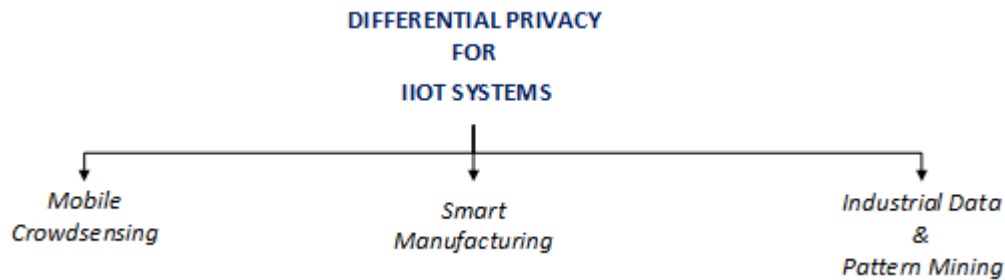 DIFFERENTIAL PRIVACY
FOR
IIOT SYSTEMS
Mobile
Crowdsensing
Smart
Manufacturing
Industrial Data
&
Pattern Mining